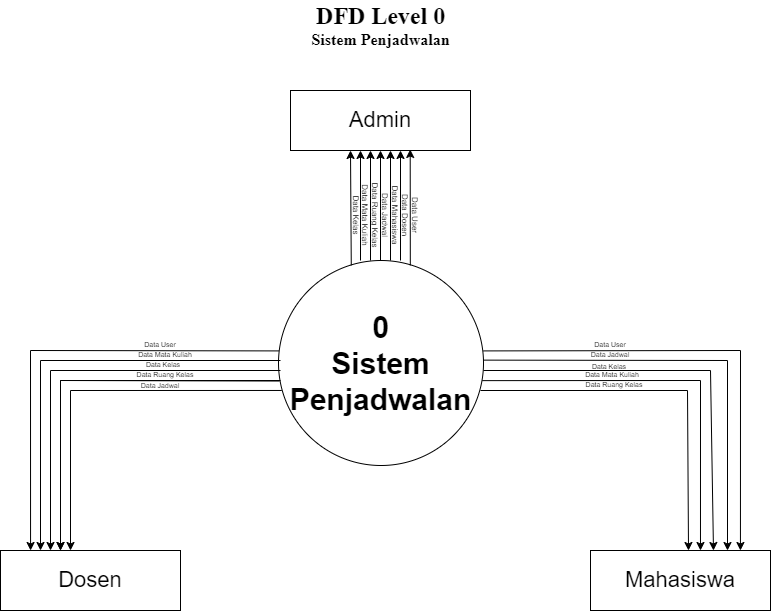 DFD Level 0
Sistem Penjadwalan
Admin
Data Kelas
Data Mata Kuliah
Data Ruang Kelas
Data Jadwal
Data Mahasiswa
Data Dosen
Data User
0
Sistem
Penjadwalan
Data User
Data Mata Kuliah
Data Kelas
Data Ruang Kelas
Data Jadwal
Data User
Data Jadwal
Data Kelas
Data Mata Kuliah
Data Ruang Kelas
Dosen
Mahasiswa